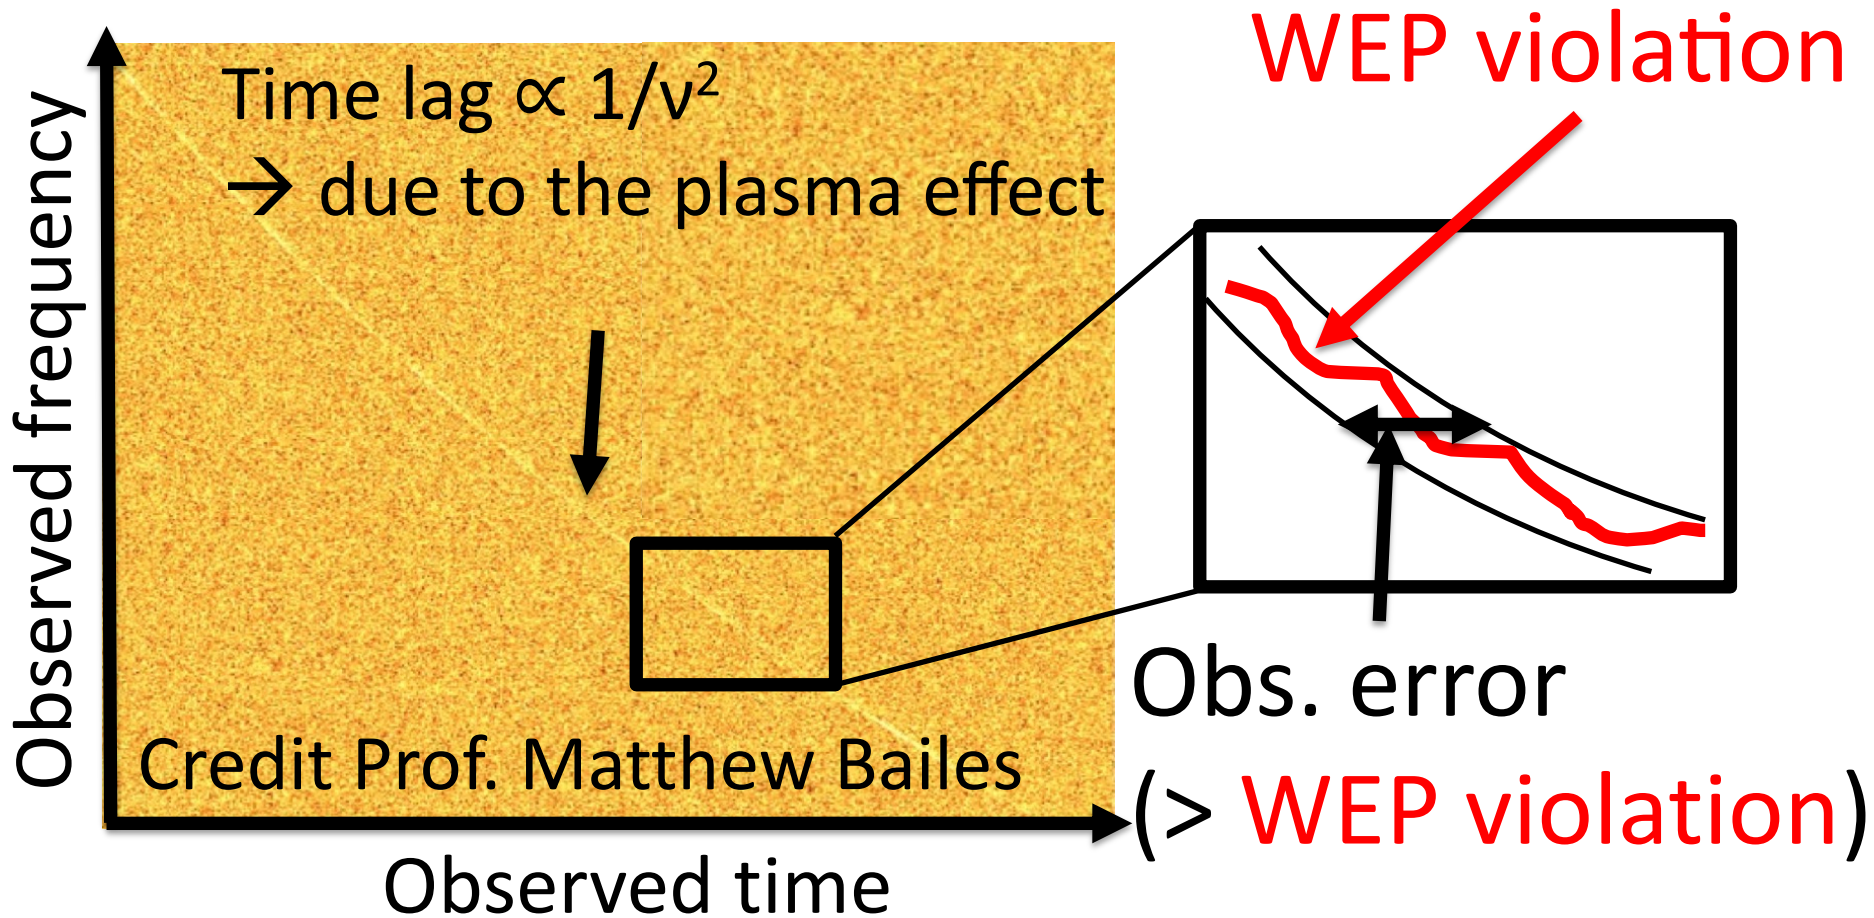 WEP violation
Time lag ∝ 1/ν²
→ due to the plasma effect
Observed frequency
Obs. error
(> WEP violation)
Credit Prof. Matthew Bailes
Observed time